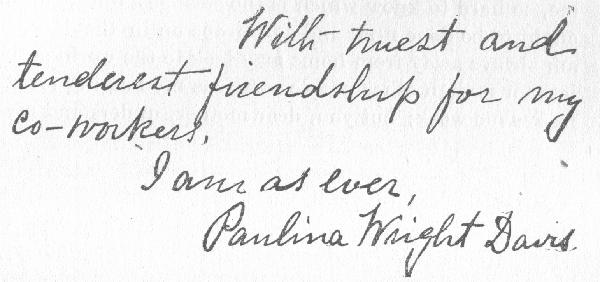 With truest and
tenderest friendship for my
co-workers,
I am as ever,
Paulina Wright Davis.